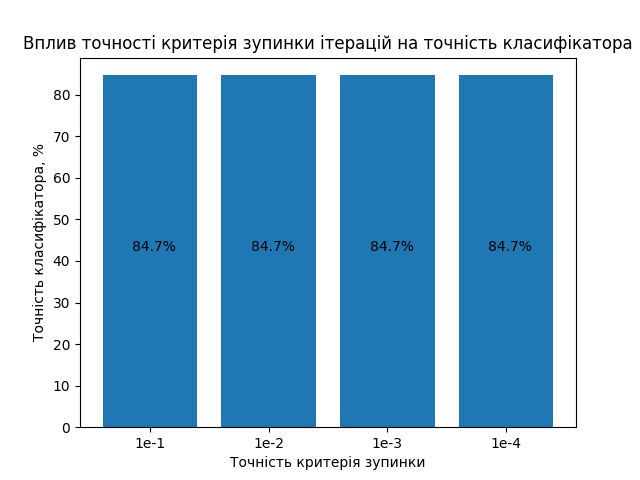 Вплив точності критерія зупинки ітерацій на точність класифікатора
Точність класифікатора, %
80
70
60
50
40
30
20
10
0
84.7% 84.7% 84.7% 84.7%
1e-1 1e-2 1e-3 1e-4
Точність критерія зупинки